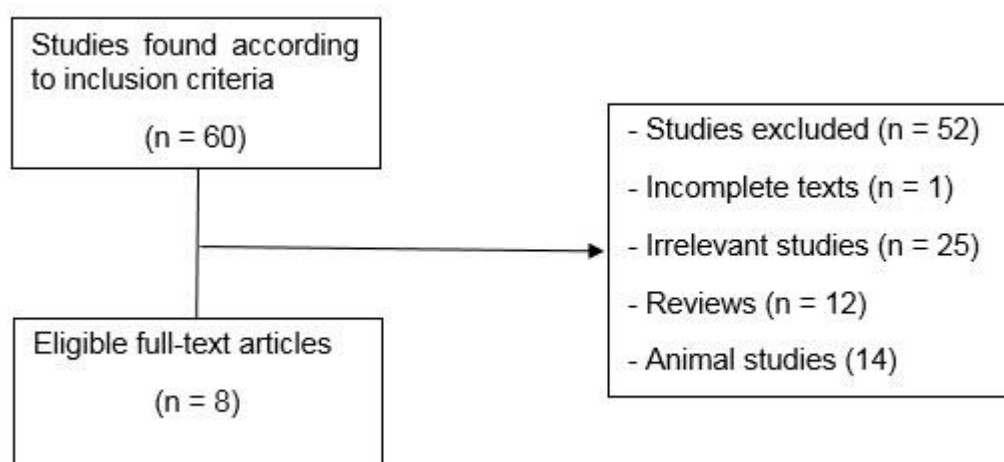 Studies found according
to inclusion criteria
(n = 60)
- Studies excluded (n = 52)
- Incomplete texts (n = 1)
- Irrelevant studies (n = 25)
- Reviews (n = 12)
- Animal studies (14)
Eligible full-text articles
(n = 8)